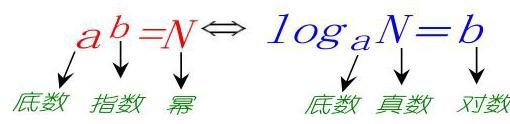 a^b=N⇔ log_a N=b
底数 指数 幂 底数 真数 对数